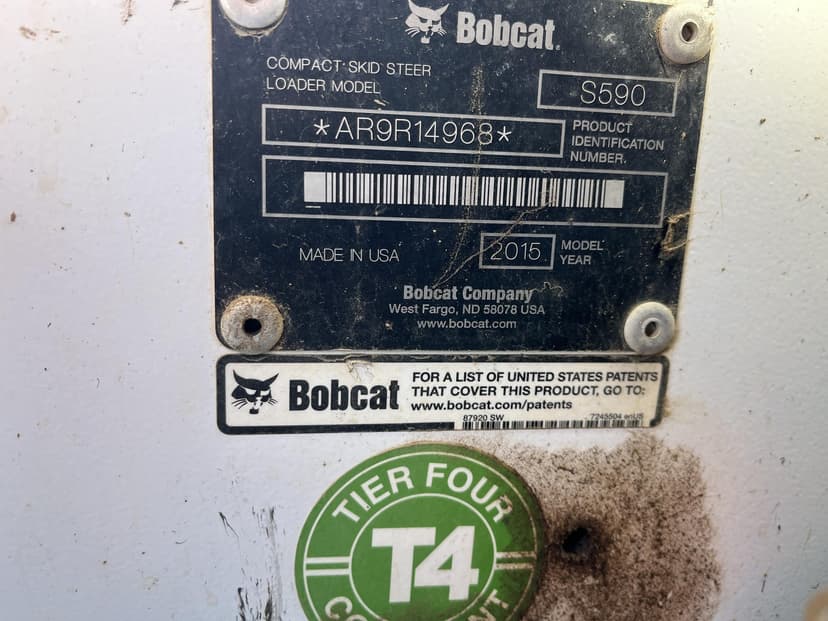 Bobcat.
COMPACT SKID STEER
LOADER MODEL
S590
*AR9R14968*
PRODUCT
IDENTIFICATION
NUMBER.
MADE IN USA
2015
MODEL
YEAR
Bobcat Company
West Fargo, ND 58078 USA
www.bobcat.com
Bobcat
FOR A LIST OF UNITED STATES PATENTS
THAT COVER THIS PRODUCT, GO TO:
www.bobcat.com/patents
87920 SW
7245504 enUS
TIER FOUR
T4